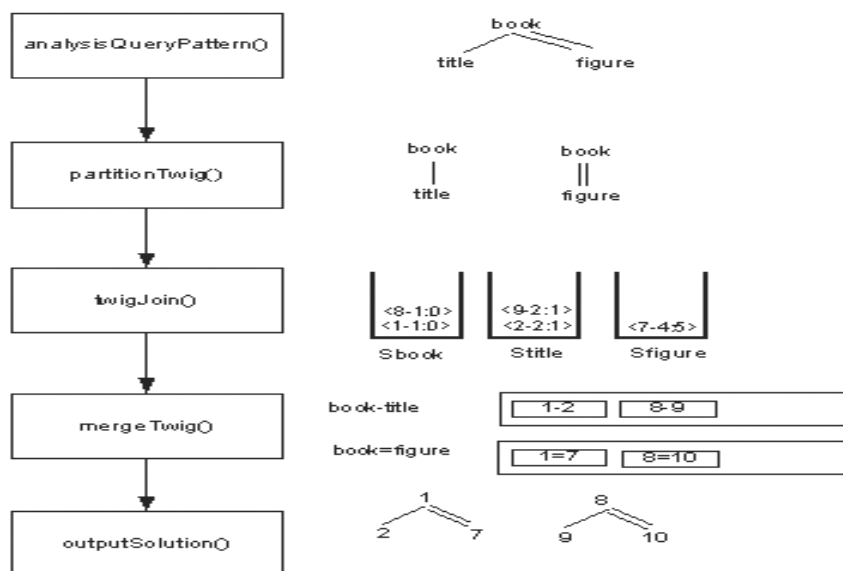 analysisQueryPattern()
book
title figure
partitionTwig()
book book
title figure
twigJoin()
<8-1:0> <9-2:1>
<1-1:0> <2-2:1> <7-4:5>
Sbook Stitle Sfigure
mergeTwig()
book-title 1-2 8-9
book=figure 1=7 8=10
outputSolution()
1 8
2 7 9 10